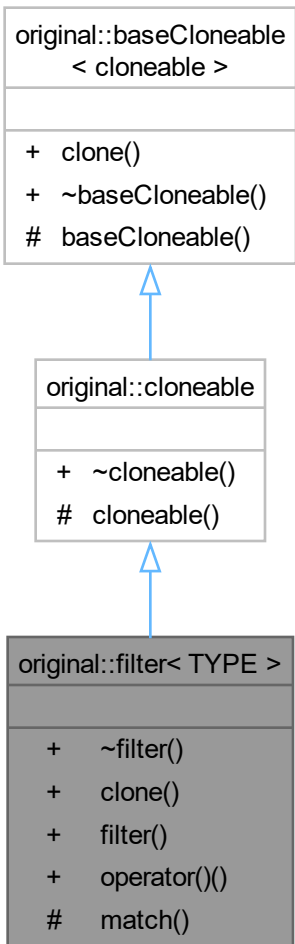 original::baseCloneable
< cloneable >
+ clone()
+ ~baseCloneable()
# baseCloneable()
original::cloneable
+ ~cloneable()
# cloneable()
original::filter< TYPE >
+ ~filter()
+ clone()
+ filter()
+ operator()()
# match()